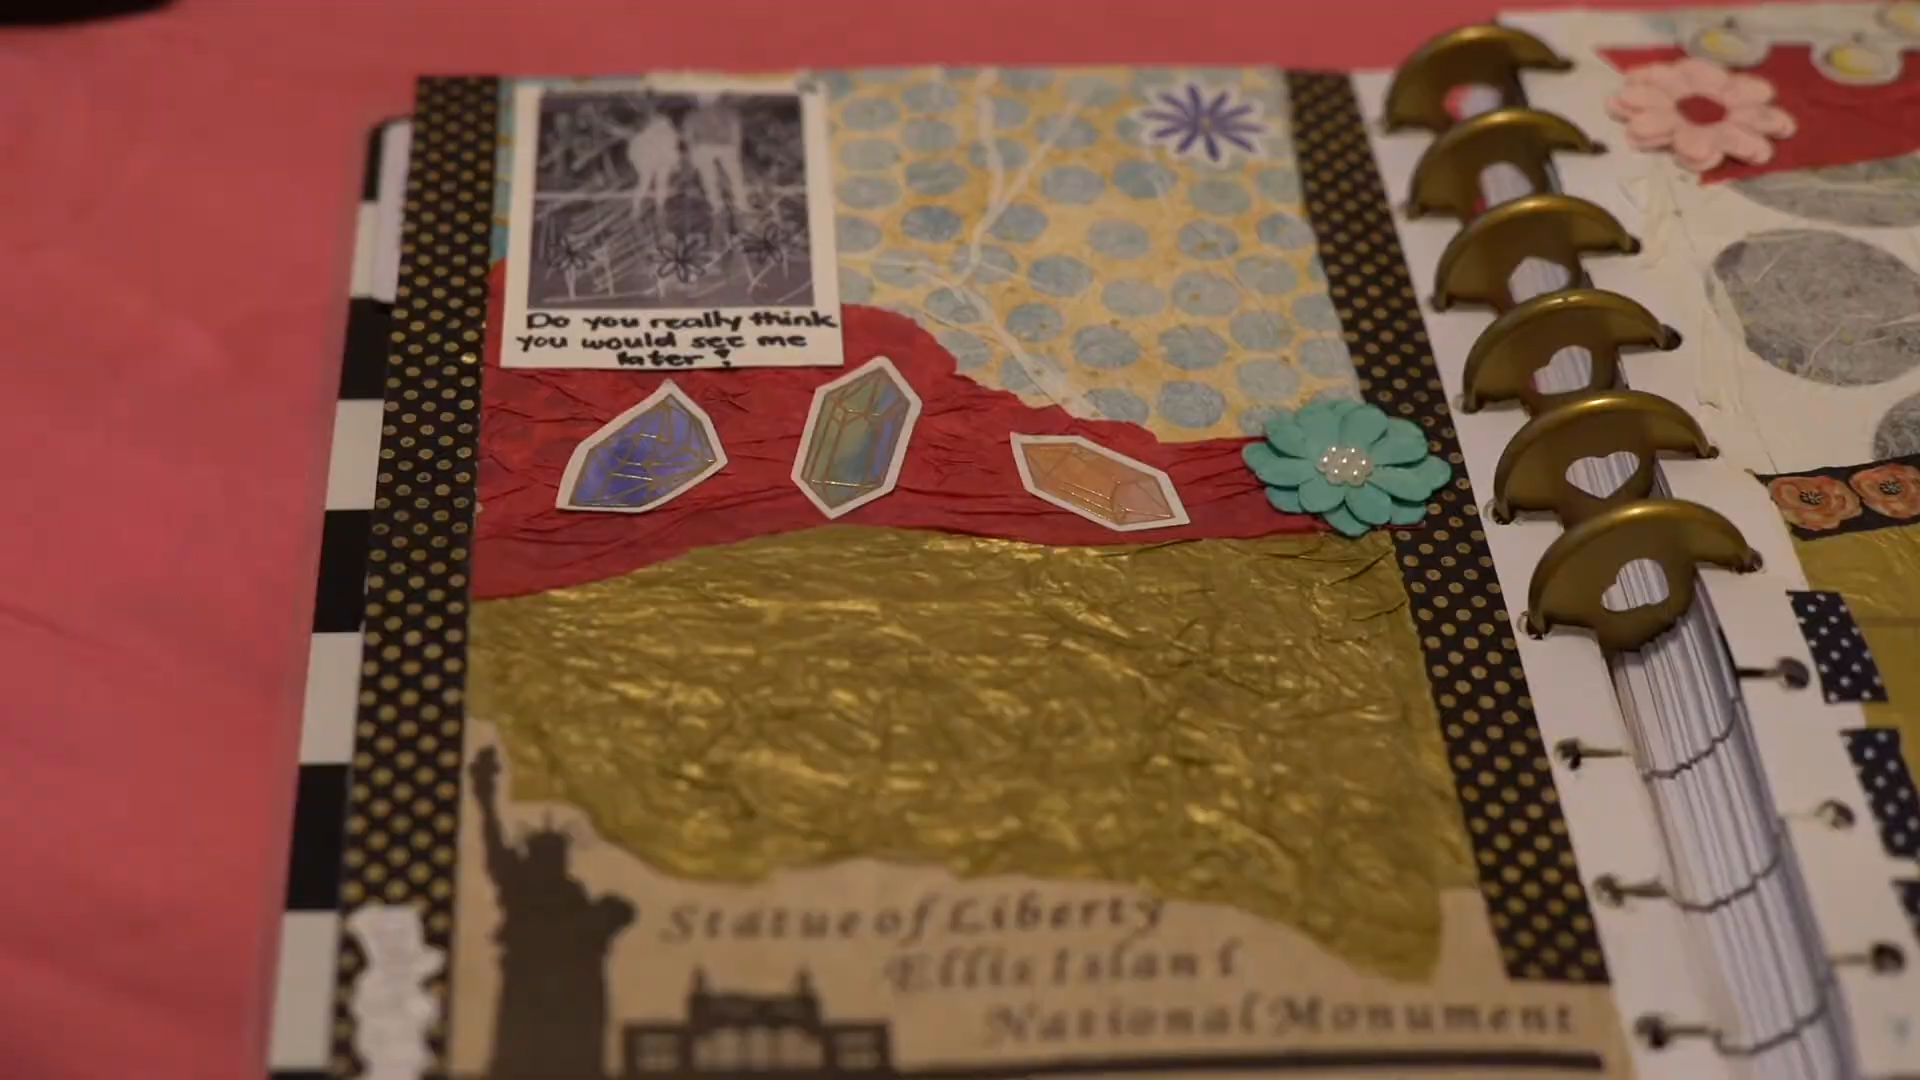 Do you really think
you would see me
later?
Statue of Liberty
Ellis Island
National Monument